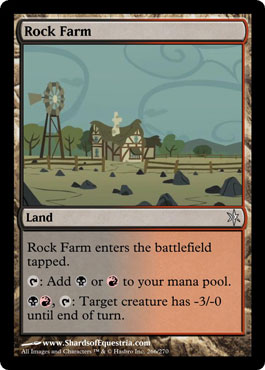 Rock Farm
Land
Rock Farm enters the battlefield
tapped.
: Add or to your mana pool.
, : Target creature has -3/-0
until end of turn.
www.ShardsofEquestria.com
All Images and Characters ™ & © Hasbro Inc. 266/270